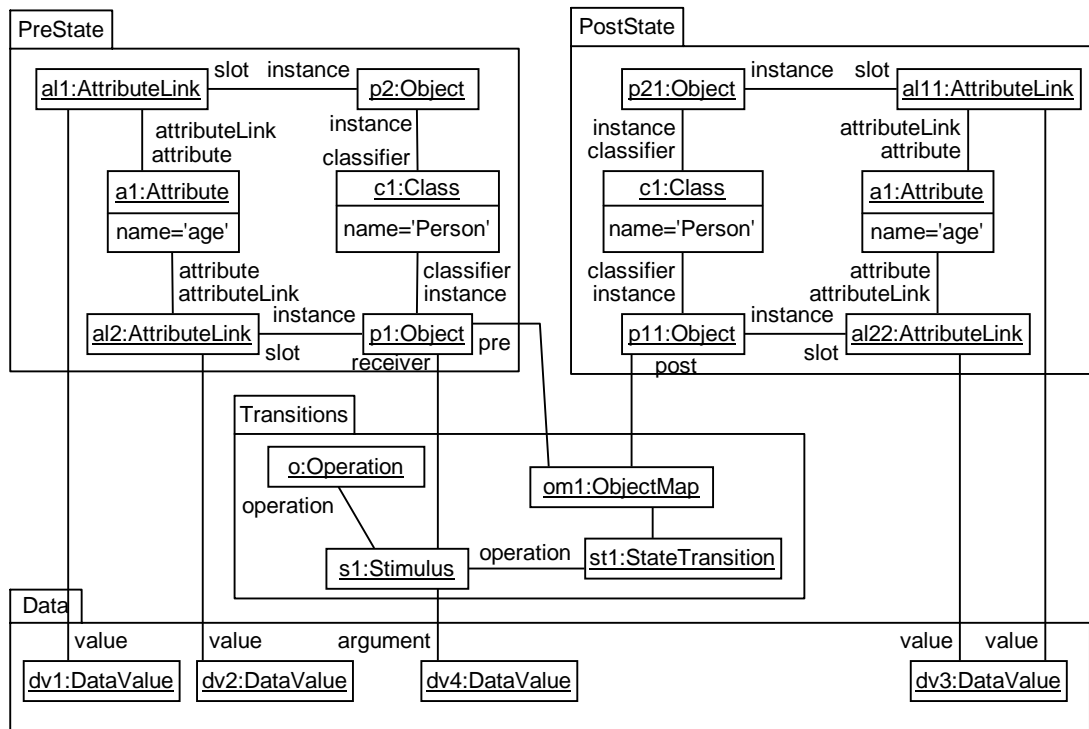 PreState
slot instance
al1:AttributeLink
p2:Object
attributeLink
attribute
instance
classifier
a1:Attribute
name='age'
c1:Class
name='Person'
attribute
attributeLink
classifier
instance
instance
al2:AttributeLink
p1:Object
pre
slot
receiver
PostState
instance slot
p21:Object
al11:AttributeLink
instance
classifier
attributeLink
attribute
c1:Class
name='Person'
a1:Attribute
name='age'
classifier
instance
attribute
attributeLink
instance
p11:Object
al22:AttributeLink
slot
post
Transitions
o:Operation
operation
om1:ObjectMap
operation
s1:Stimulus
st1:StateTransition
Data
value
value
argument
value
value
dv1:DataValue
dv2:DataValue
dv4:DataValue
dv3:DataValue